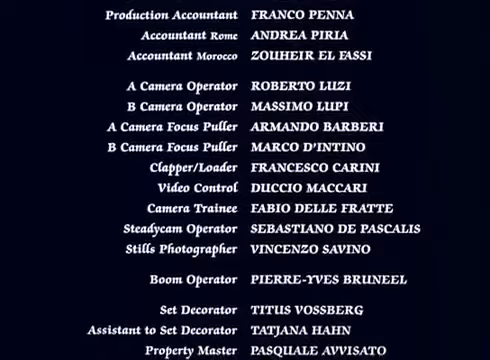 Production Accountant FRANCO PENNA
Accountant Rome ANDREA PIRIA
Accountant Morocco ZOUHEIR EL FASSI
A Camera Operator ROBERTO LUZI
B Camera Operator MASSIMO LUPI
A Camera Focus Puller ARMANDO BARBERI
B Camera Focus Puller MARCO D'INTINO
Clapper/Loader FRANCESCO CARINI
Video Control DUCCIO MACCARI
Camera Trainee FABIO DELLE FRATTE
Steadycam Operator SEBASTIANO DE PASCALIS
Stills Photographer VINCENZO SAVINO
Boom Operator PIERRE-YVES BRUNEEL
Set Decorator TITUS VOSSBERG
Assistant to Set Decorator TATJANA HAHN
Property Master PASQUALE AVVISATO